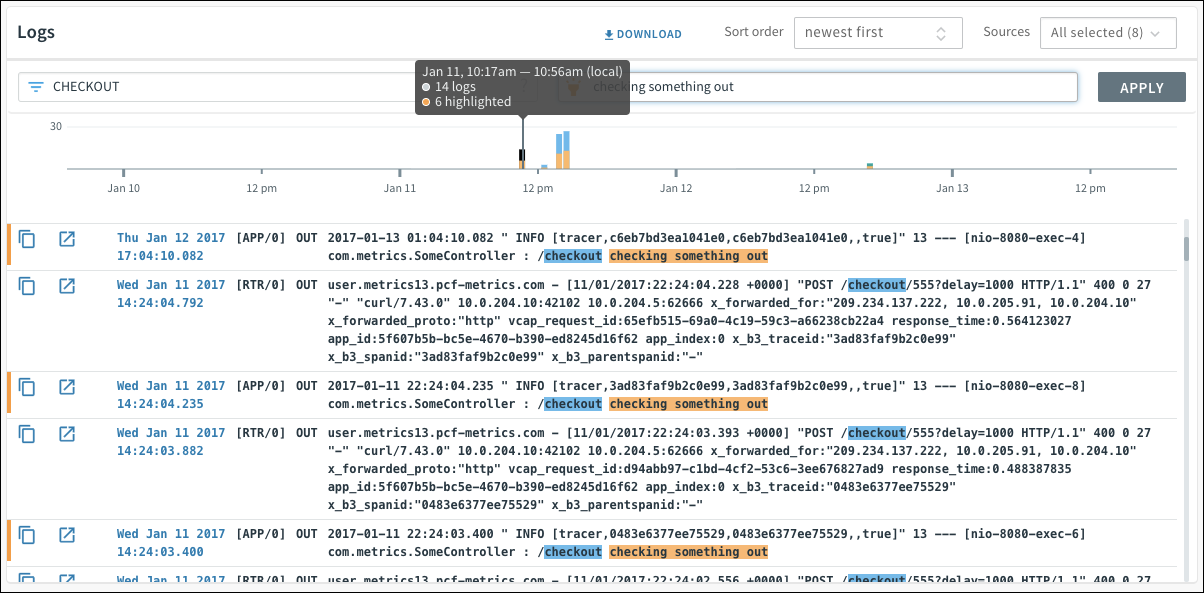 Logs
DOWNLOAD
Sort order
newest first
Sources
All selected (8)
CHECKOUT
checking something out
APPLY
Jan 11, 10:17am — 10:56am (local)
14 logs
6 highlighted
30
Jan 10
12 pm
Jan 11
12 pm
Jan 12
12 pm
Jan 13
12 pm
Thu Jan 12 2017 [APP/0] OUT 2017-01-13 01:04:10.082 " INFO [tracer,c6eb7bd3ea1041e0,c6eb7bd3ea1041e0,,true]" 13 --- [nio-8080-exec-4]
17:04:10.082 com.metrics.SomeController : /checkout checking something out
Wed Jan 11 2017 [RTR/0] OUT user.metrics13.pcf-metrics.com - [11/01/2017:22:24:04.228 +0000] "POST /checkout/555?delay=1000 HTTP/1.1" 400 0 27
14:24:04.792 "-" "curl/7.43.0" 10.0.204.10:42102 10.0.204.5:62666 x_forwarded_for:"209.234.137.222, 10.0.205.91, 10.0.204.10"
x_forwarded_proto:"http" vcap_request_id:65efb515-69a0-4c19-59c3-a66238cb22a4 response_time:0.564123027
app_id:5f607b5b-bc5e-4670-b390-ed8245d16f62 app_index:0 x_b3_traceid:"3ad83faf9b2c0e99"
x_b3_spanid:"3ad83faf9b2c0e99" x_b3_parentspanid:"-"
Wed Jan 11 2017 [APP/0] OUT 2017-01-11 22:24:04.235 " INFO [tracer,3ad83faf9b2c0e99,3ad83faf9b2c0e99,,true]" 13 --- [nio-8080-exec-8]
14:24:04.235 com.metrics.SomeController : /checkout checking something out
Wed Jan 11 2017 [RTR/0] OUT user.metrics13.pcf-metrics.com - [11/01/2017:22:24:03.393 +0000] "POST /checkout/555?delay=1000 HTTP/1.1" 400 0 27
14:24:03.882 "-" "curl/7.43.0" 10.0.204.10:42102 10.0.204.5:62666 x_forwarded_for:"209.234.137.222, 10.0.205.91, 10.0.204.10"
x_forwarded_proto:"http" vcap_request_id:d94abb97-c1bd-4cf2-53c6-3ee676827ad9 response_time:0.488387835
app_id:5f607b5b-bc5e-4670-b390-ed8245d16f62 app_index:0 x_b3_traceid:"0483e6377ee75529"
x_b3_spanid:"0483e6377ee75529" x_b3_parentspanid:"-"
Wed Jan 11 2017 [APP/0] OUT 2017-01-11 22:24:03.400 " INFO [tracer,0483e6377ee75529,0483e6377ee75529,,true]" 13 --- [nio-8080-exec-6]
14:24:03.400 com.metrics.SomeController : /checkout checking something out
Wed Jan 11 2017 [RTR/0] OUT user.metrics13.pcf-metrics.com - [11/01/2017:22:24:02.556 +0000] "POST /checkout/555?delay=1000 HTTP/1.1" 400 0 27